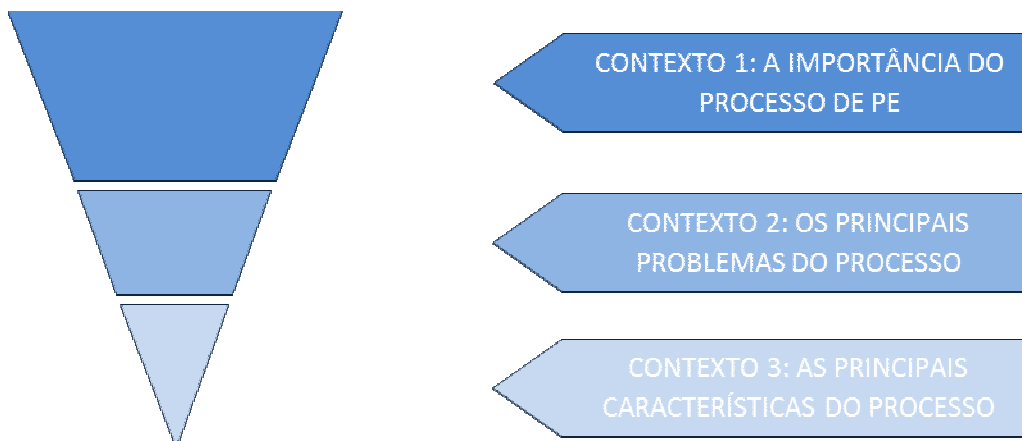 CONTEXTO 1: A IMPORTÂNCIA DO
PROCESSO DE PE
CONTEXTO 2: OS PRINCIPAIS
PROBLEMAS DO PROCESSO
CONTEXTO 3: AS PRINCIPAIS
CARACTERÍSTICAS DO PROCESSO